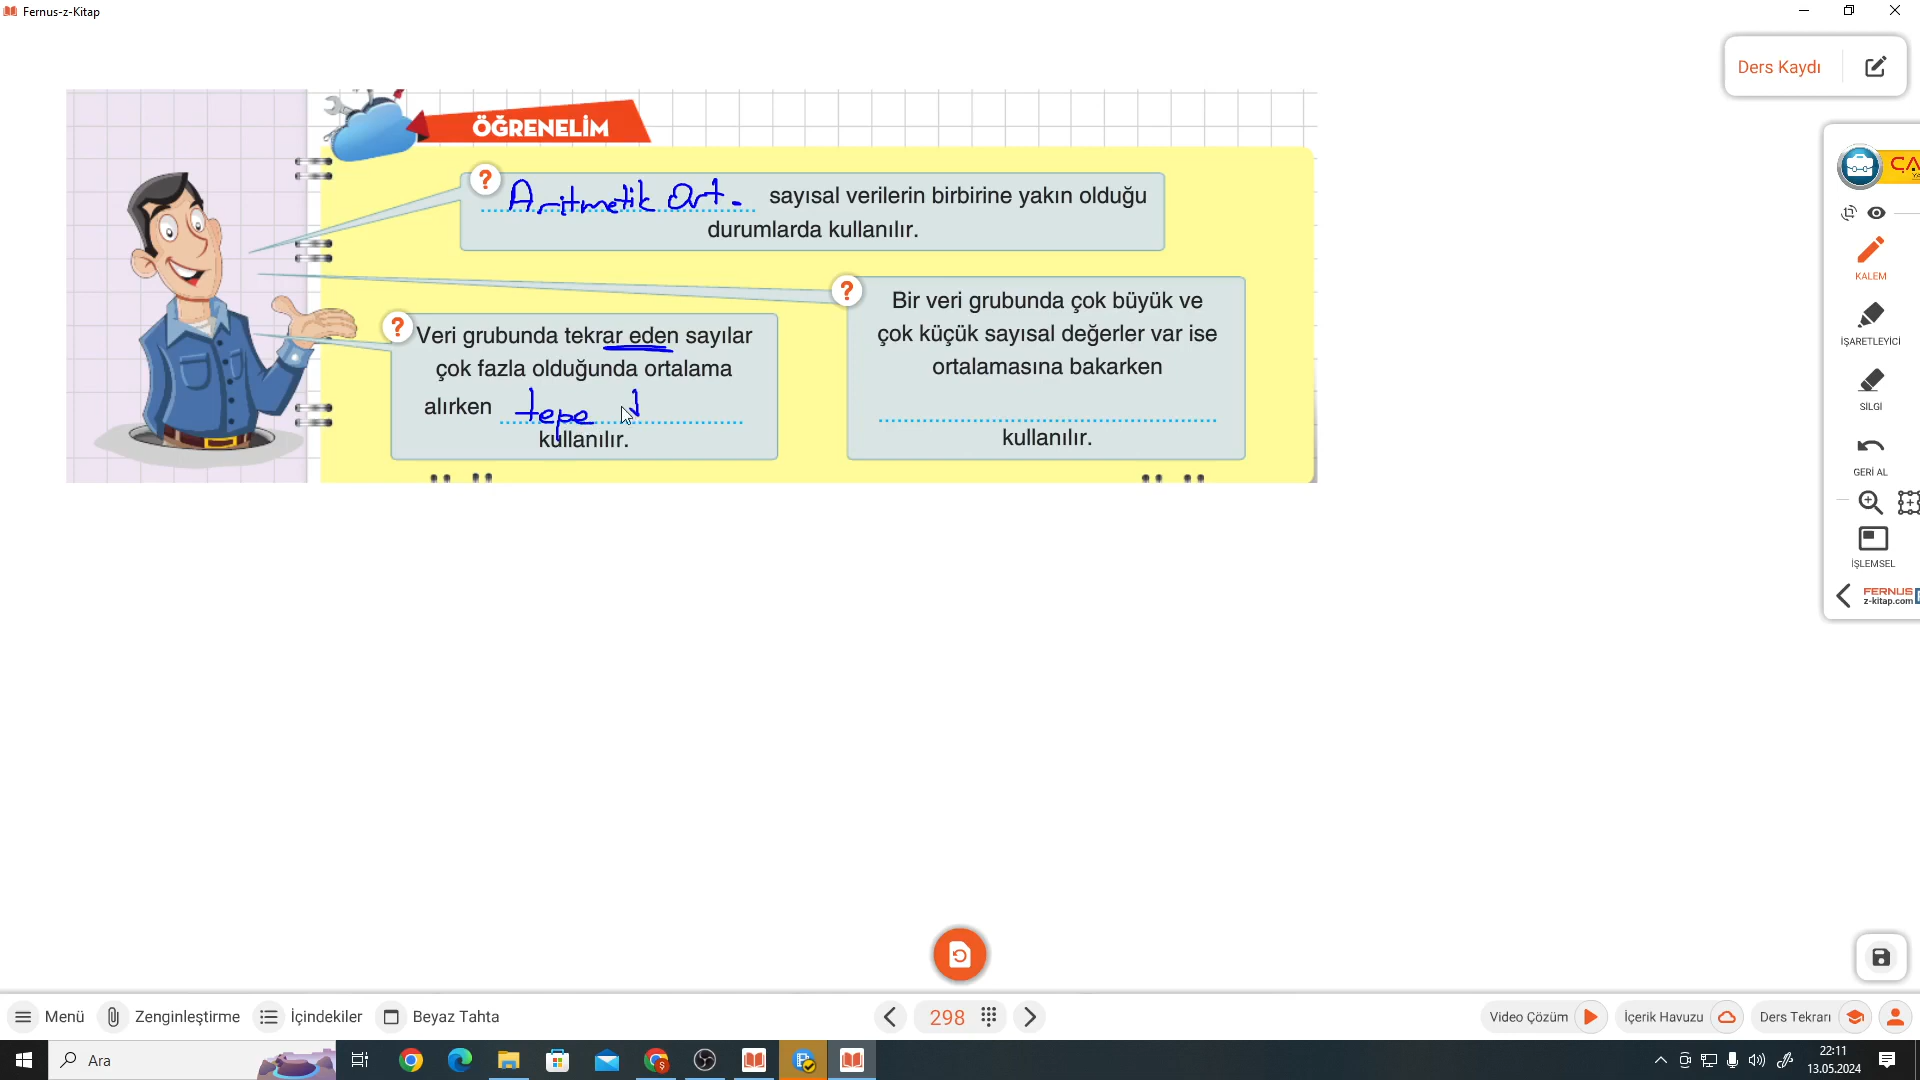 Fernus-z-Kitap
Ders Kaydı
ÖĞRENELİM
? Aritmetik Ort. sayısal verilerin birbirine yakın olduğu
durumlarda kullanılır.
? Veri grubunda tekrar eden sayılar
çok fazla olduğunda ortalama
alırken tepe
kullanılır.
? Bir veri grubunda çok büyük ve
çok küçük sayısal değerler var ise
ortalamasına bakarken
kullanılır.
KALEM
İŞARETLEYİCİ
SİLGİ
GERİ AL
İŞLEMSEL
FERNUS
z-kitap.com
Menü
Zenginleştirme
İçindekiler
Beyaz Tahta
298
Video Çözüm
İçerik Havuzu
Ders Tekrarı
Ara
22:11
13.05.2024